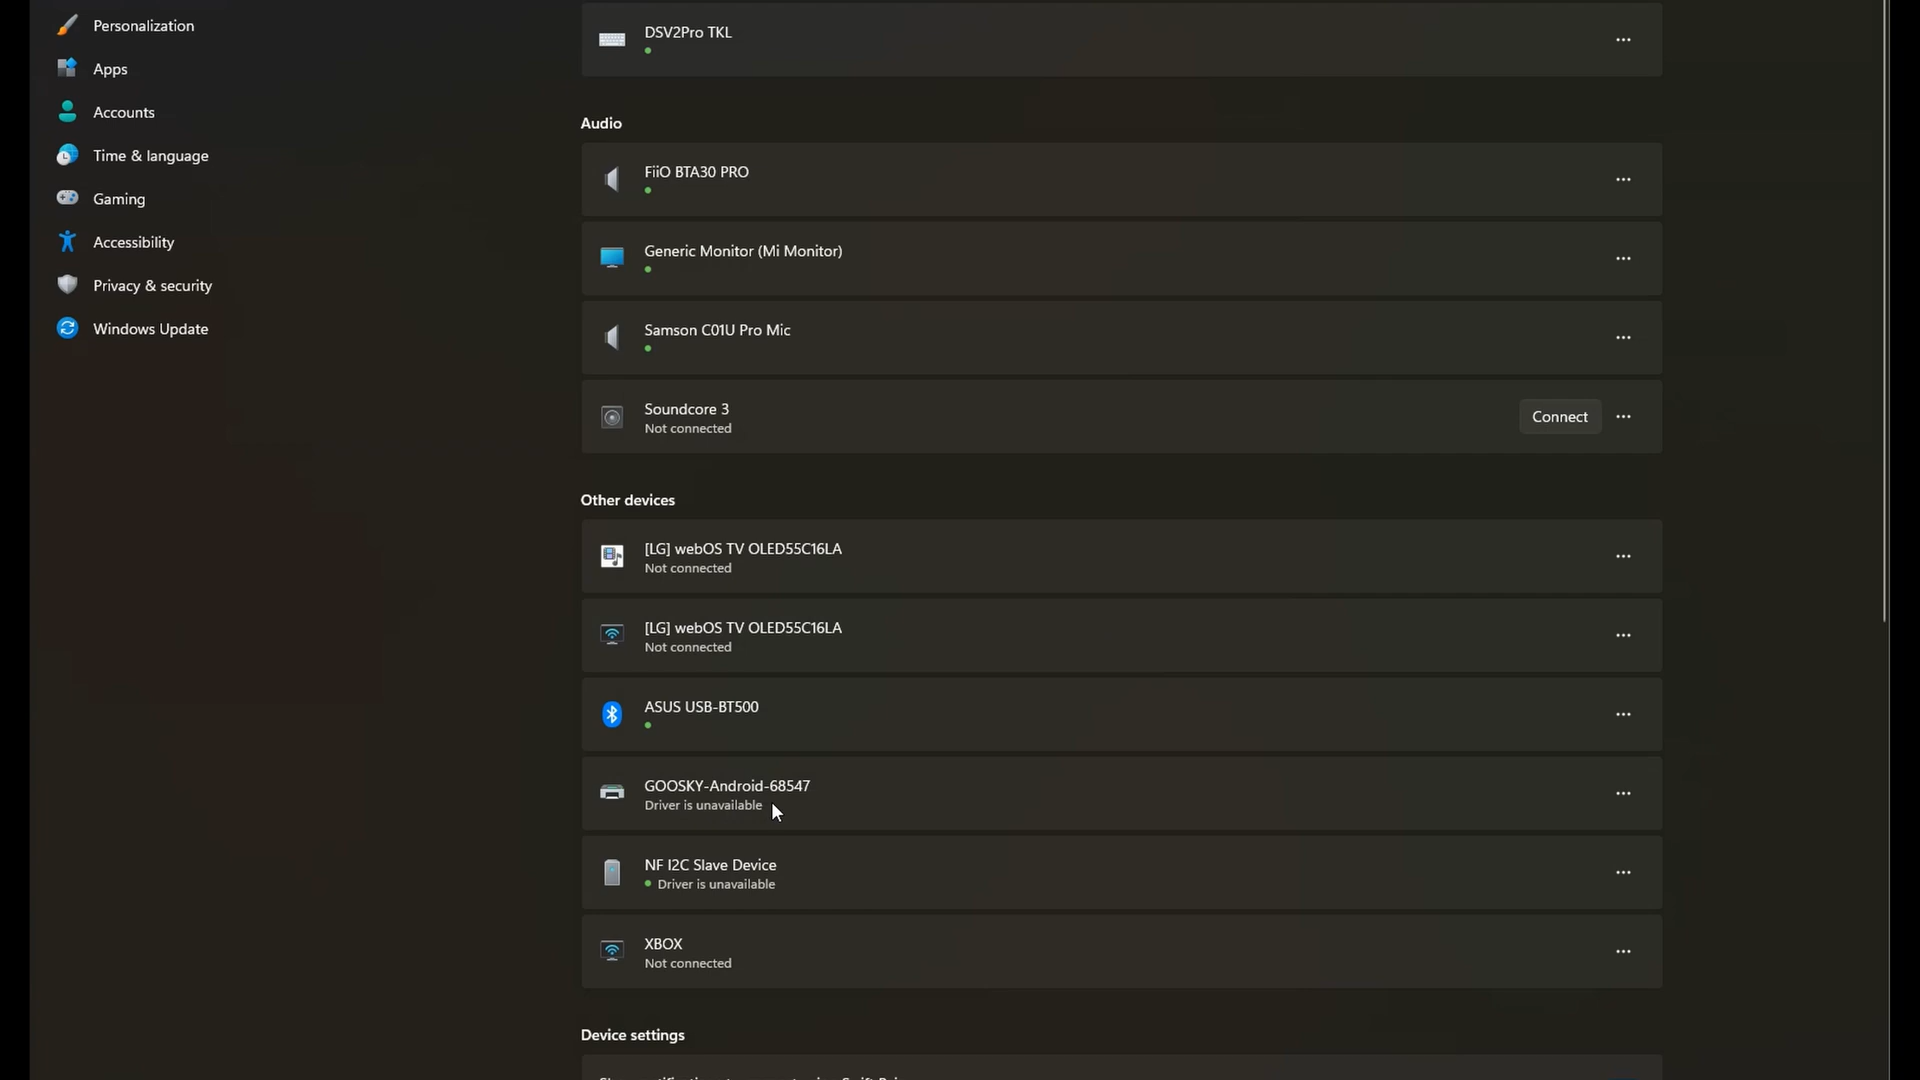 Personalization
Apps
Accounts
Time & language
Gaming
Accessibility
Privacy & security
Windows Update
DSV2Pro TKL
Audio
FiiO BTA30 PRO
Generic Monitor (Mi Monitor)
Samson C01U Pro Mic
Soundcore 3
Not connected
Connect
Other devices
[LG] webOS TV OLED55C16LA
Not connected
[LG] webOS TV OLED55C16LA
Not connected
ASUS USB-BT500
GOOSKY-Android-68547
Driver is unavailable
NF I2C Slave Device
Driver is unavailable
XBOX
Not connected
Device settings